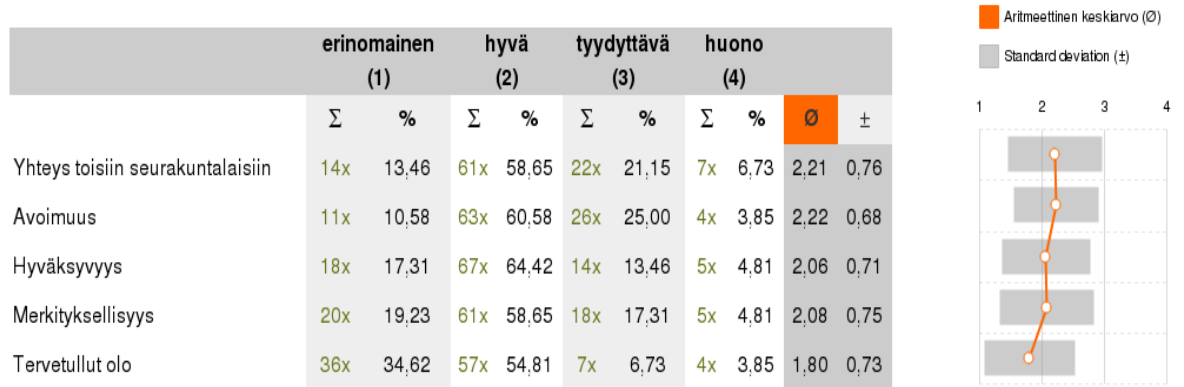 Aritmeettinen keskiarvo (Ø)
Standard deviation (±)
erinomainen hyvä tyydyttävä huono
(1) (2) (3) (4)
Σ % Σ % Σ % Σ % Ø ±
1 2 3 4
Yhteys toisiin seurakuntalaisiin 14x 13,46 61x 58,65 22x 21,15 7x 6,73 2,21 0,76
Avoimuus 11x 10,58 63x 60,58 26x 25,00 4x 3,85 2,22 0,68
Hyväksyvyys 18x 17,31 67x 64,42 14x 13,46 5x 4,81 2,06 0,71
Merkityksellisyys 20x 19,23 61x 58,65 18x 17,31 5x 4,81 2,08 0,75
Tervetullut olo 36x 34,62 57x 54,81 7x 6,73 4x 3,85 1,80 0,73